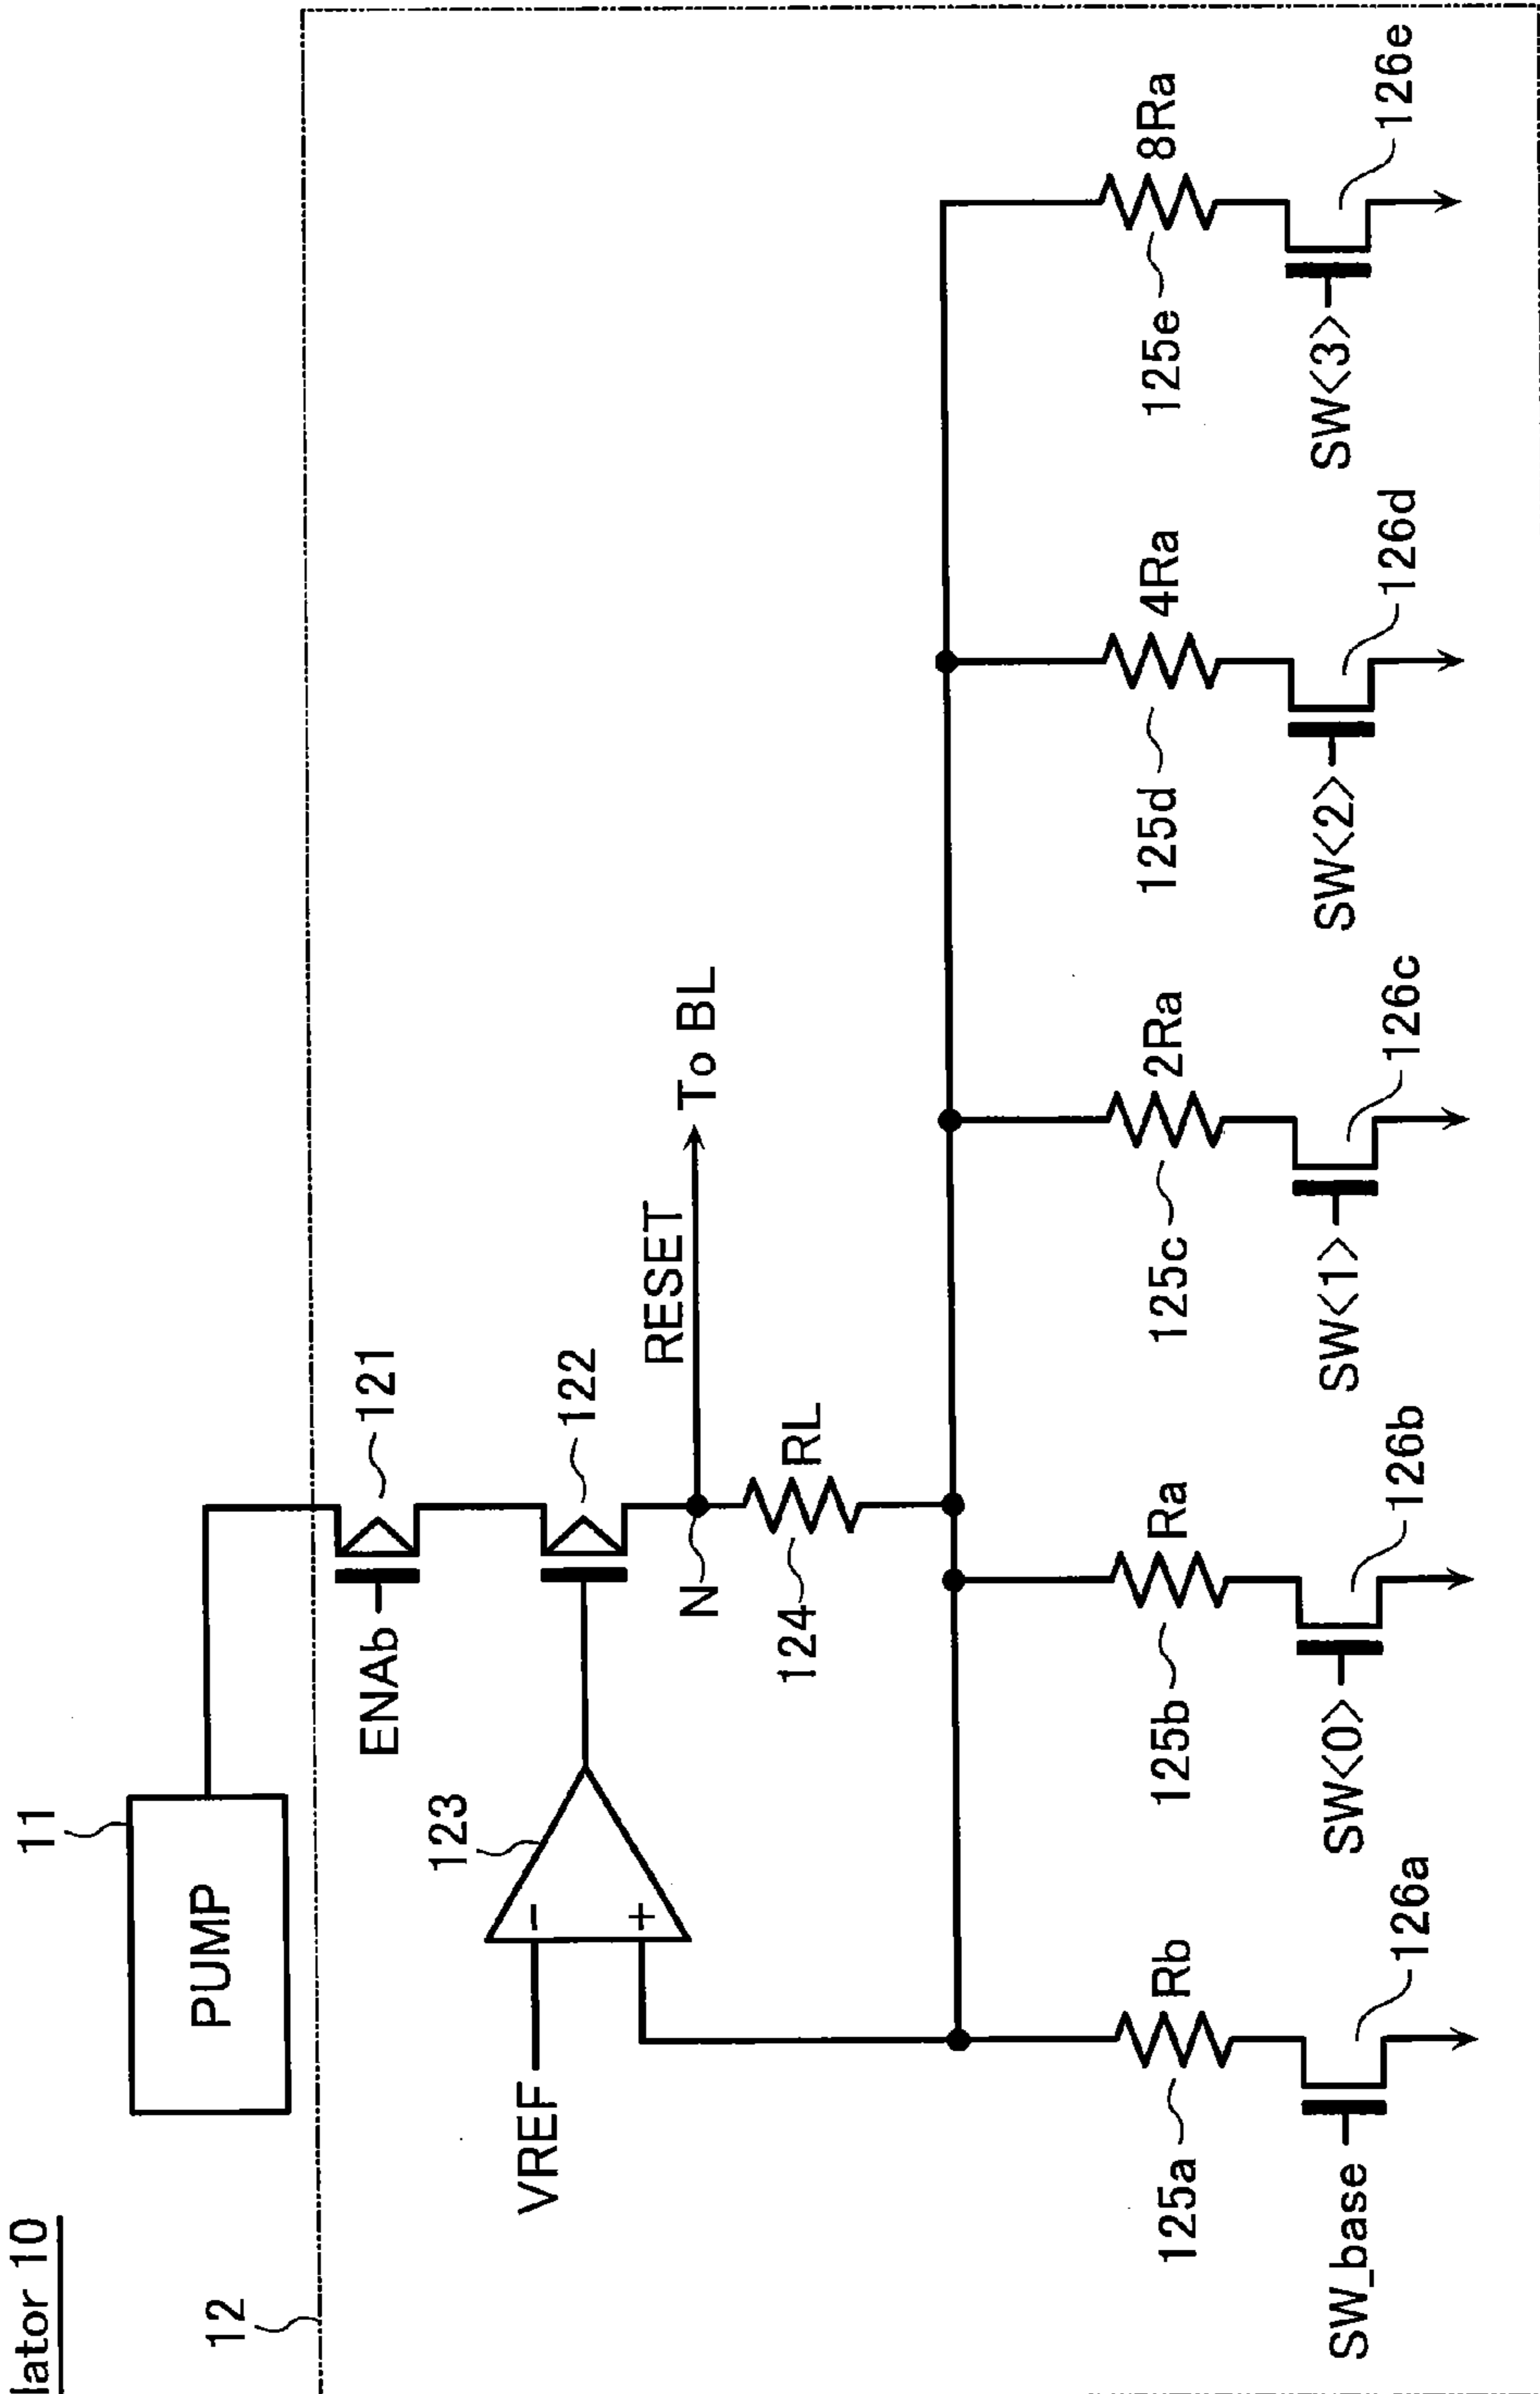 lator 10
12
11
PUMP
ENAb
121
122
123
VREF
N
RESET
To BL
124
RL
Rb
Ra
2Ra
4Ra
8Ra
125a
125b
125c
125d
125e
126a
126b
126c
126d
126e
SW_base
SW<0>
SW<1>
SW<2>
SW<3>
-
+